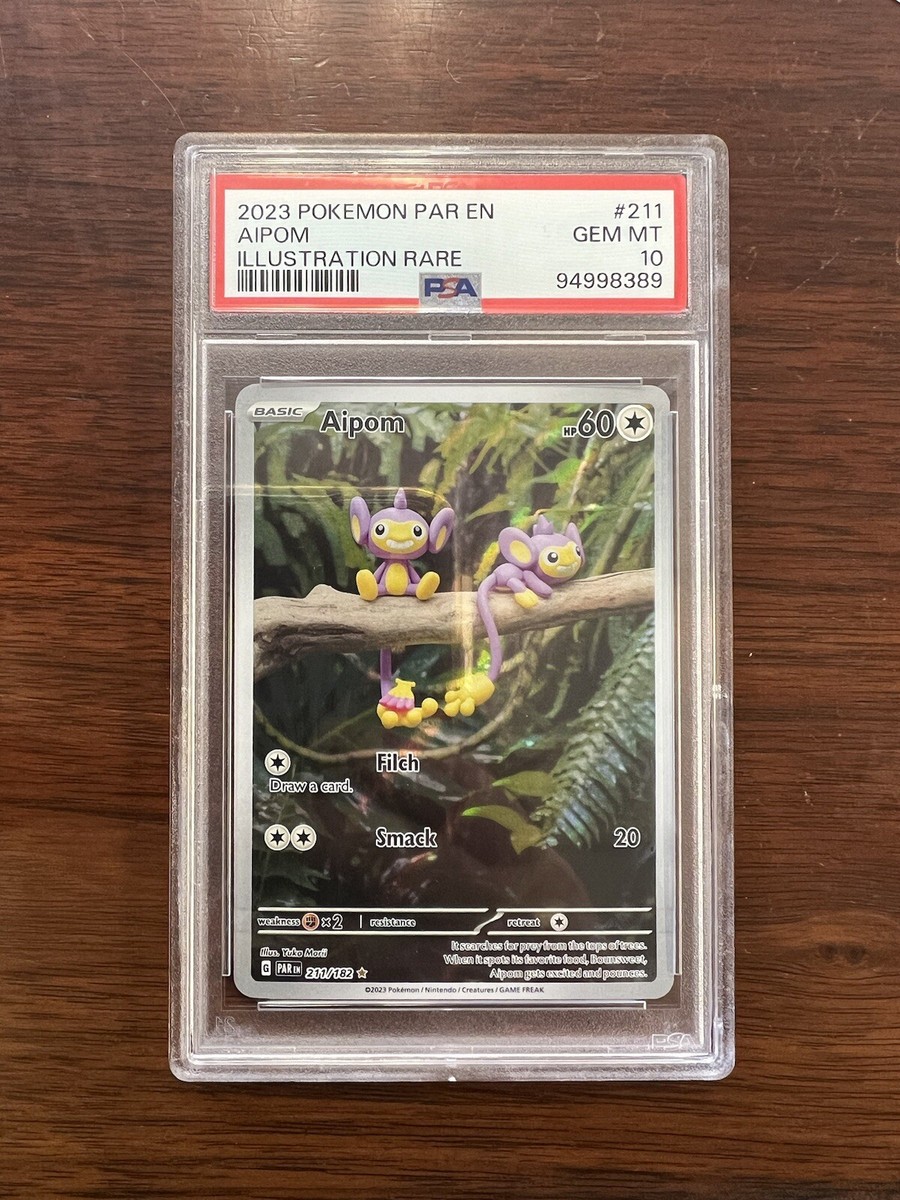 2023 POKEMON PAR EN #211
AIPOM GEM MT
ILLUSTRATION RARE 10
PSA 94998389
BASIC Aipom HP60
Filch
Draw a card.
Smack 20
weakness ×2 resistance retreat
Illus. Yuka Morii
It searches for prey from the tops of trees.
When it spots its favorite food, Bounsweet,
Aipom gets excited and pounces.
G PAR EN 211/182
©2023 Pokémon / Nintendo / Creatures / GAME FREAK
PSA